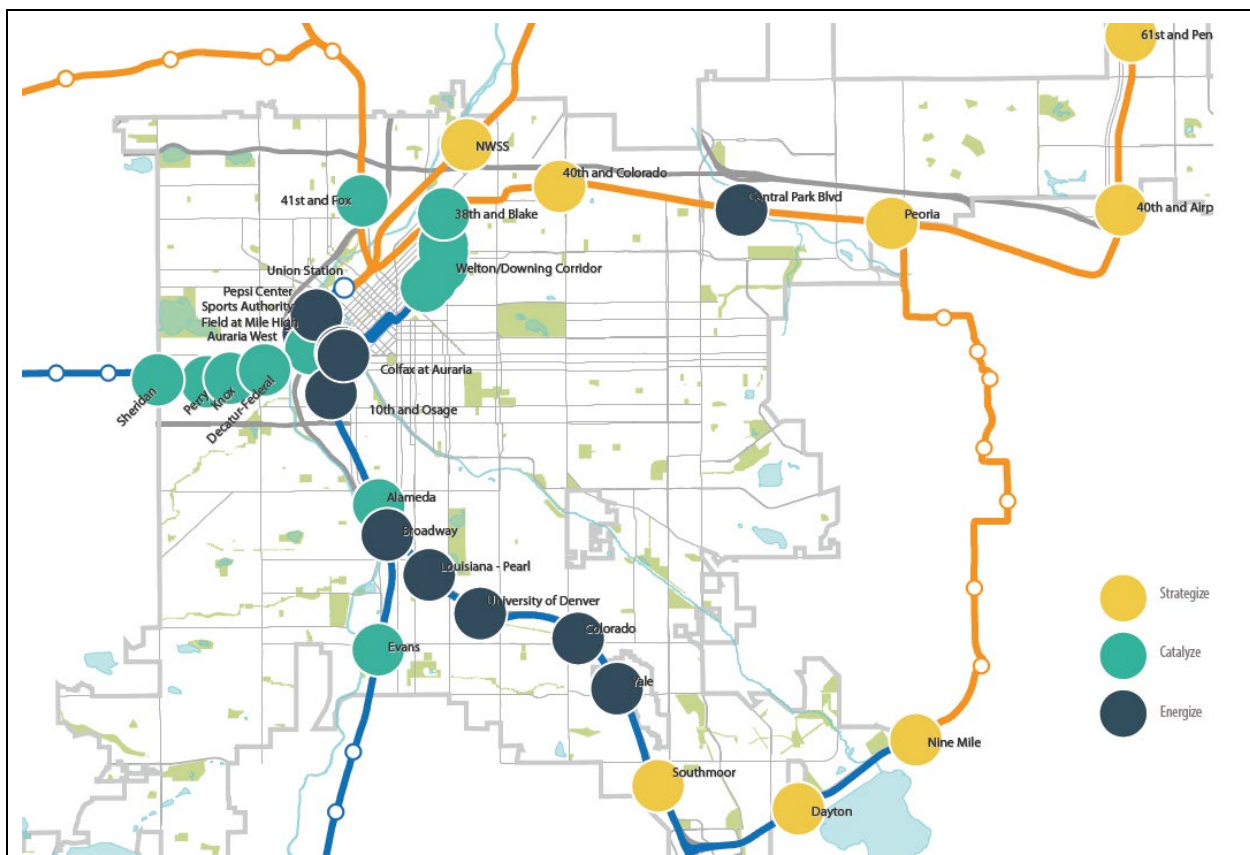 61st and Pen
NWSS
40th and Colorado
41st and Fox
38th and Blake
Central Park Blvd
Peoria
40th and Airp
Union Station
Welton/Downing Corridor
Pepsi Center
Sports Authority
Field at Mile High
Auraria West
Colfax at Auraria
Sheridan
Perry
Knox
Decatur-Federal
10th and Osage
Alameda
Broadway
Louisiana - Pearl
University of Denver
Colorado
Evans
Yale
Southmoor
Nine Mile
Dayton
Strategize
Catalyze
Energize